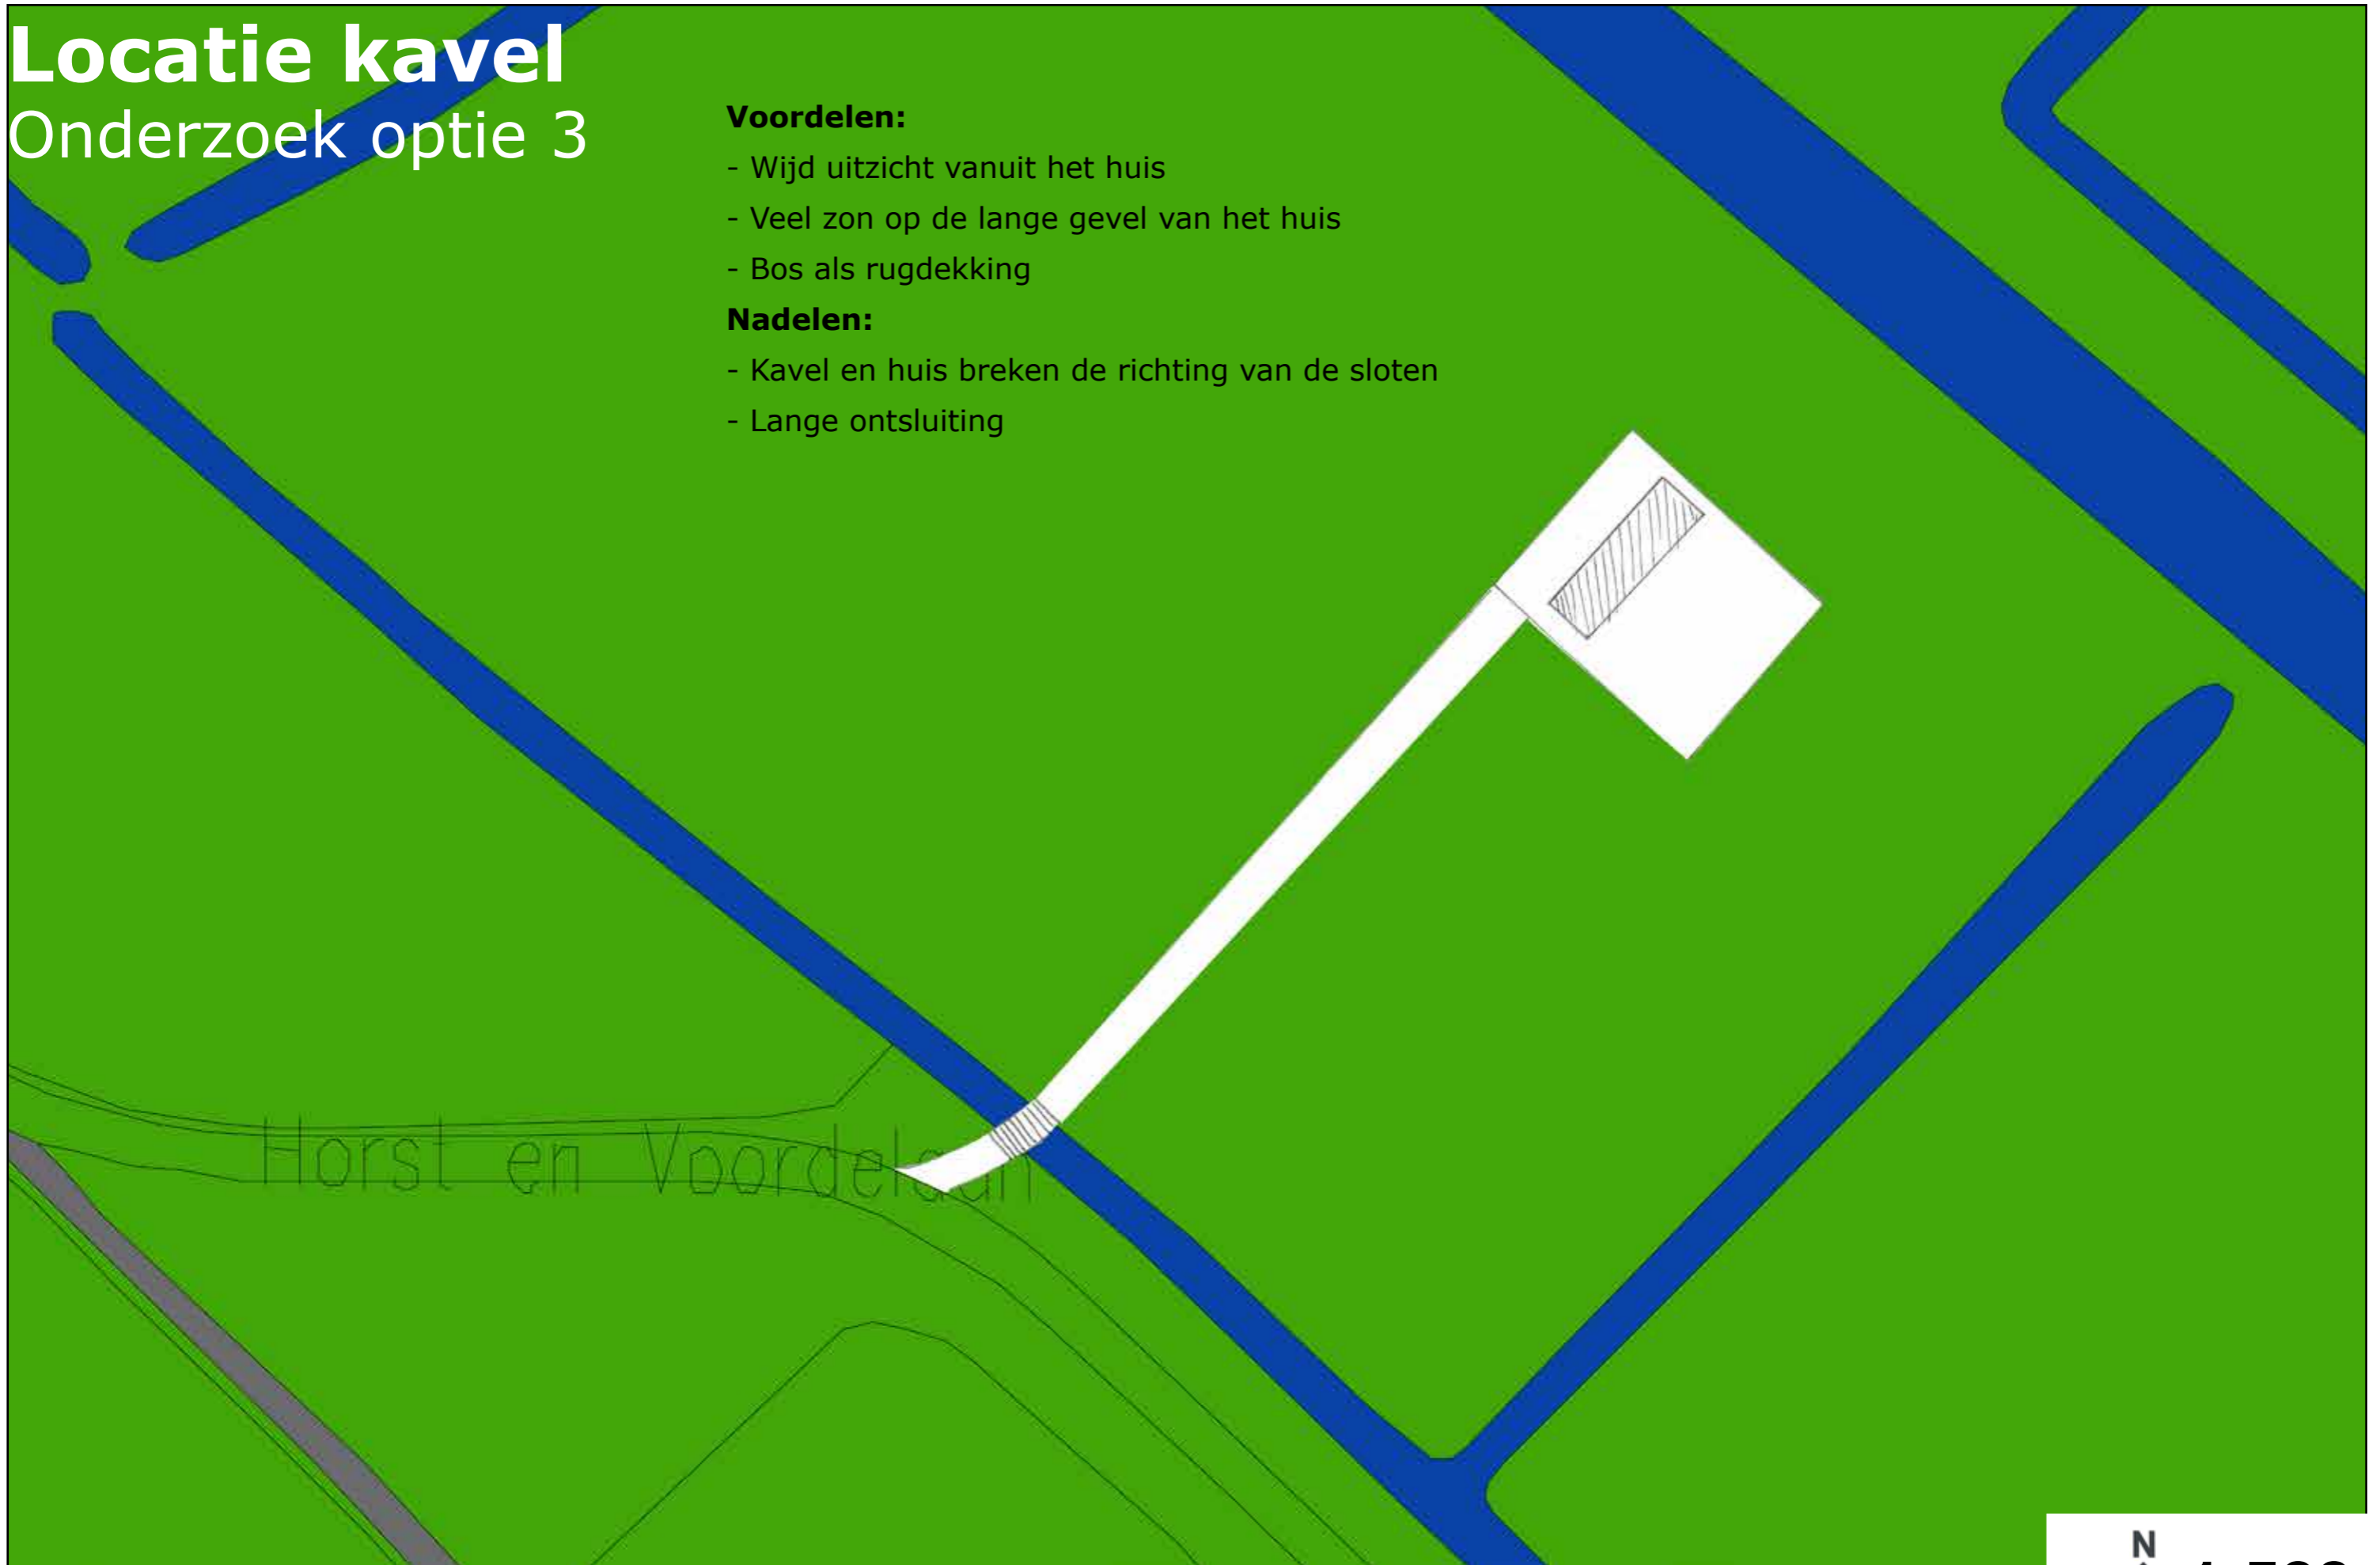 Locatie kavel
Onderzoek optie 3
Voordelen:
- Wijd uitzicht vanuit het huis
- Veel zon op de lange gevel van het huis
- Bos als rugdekking
Nadelen:
- Kavel en huis breken de richting van de sloten
- Lange ontsluiting
Horst en Voordelaan
N